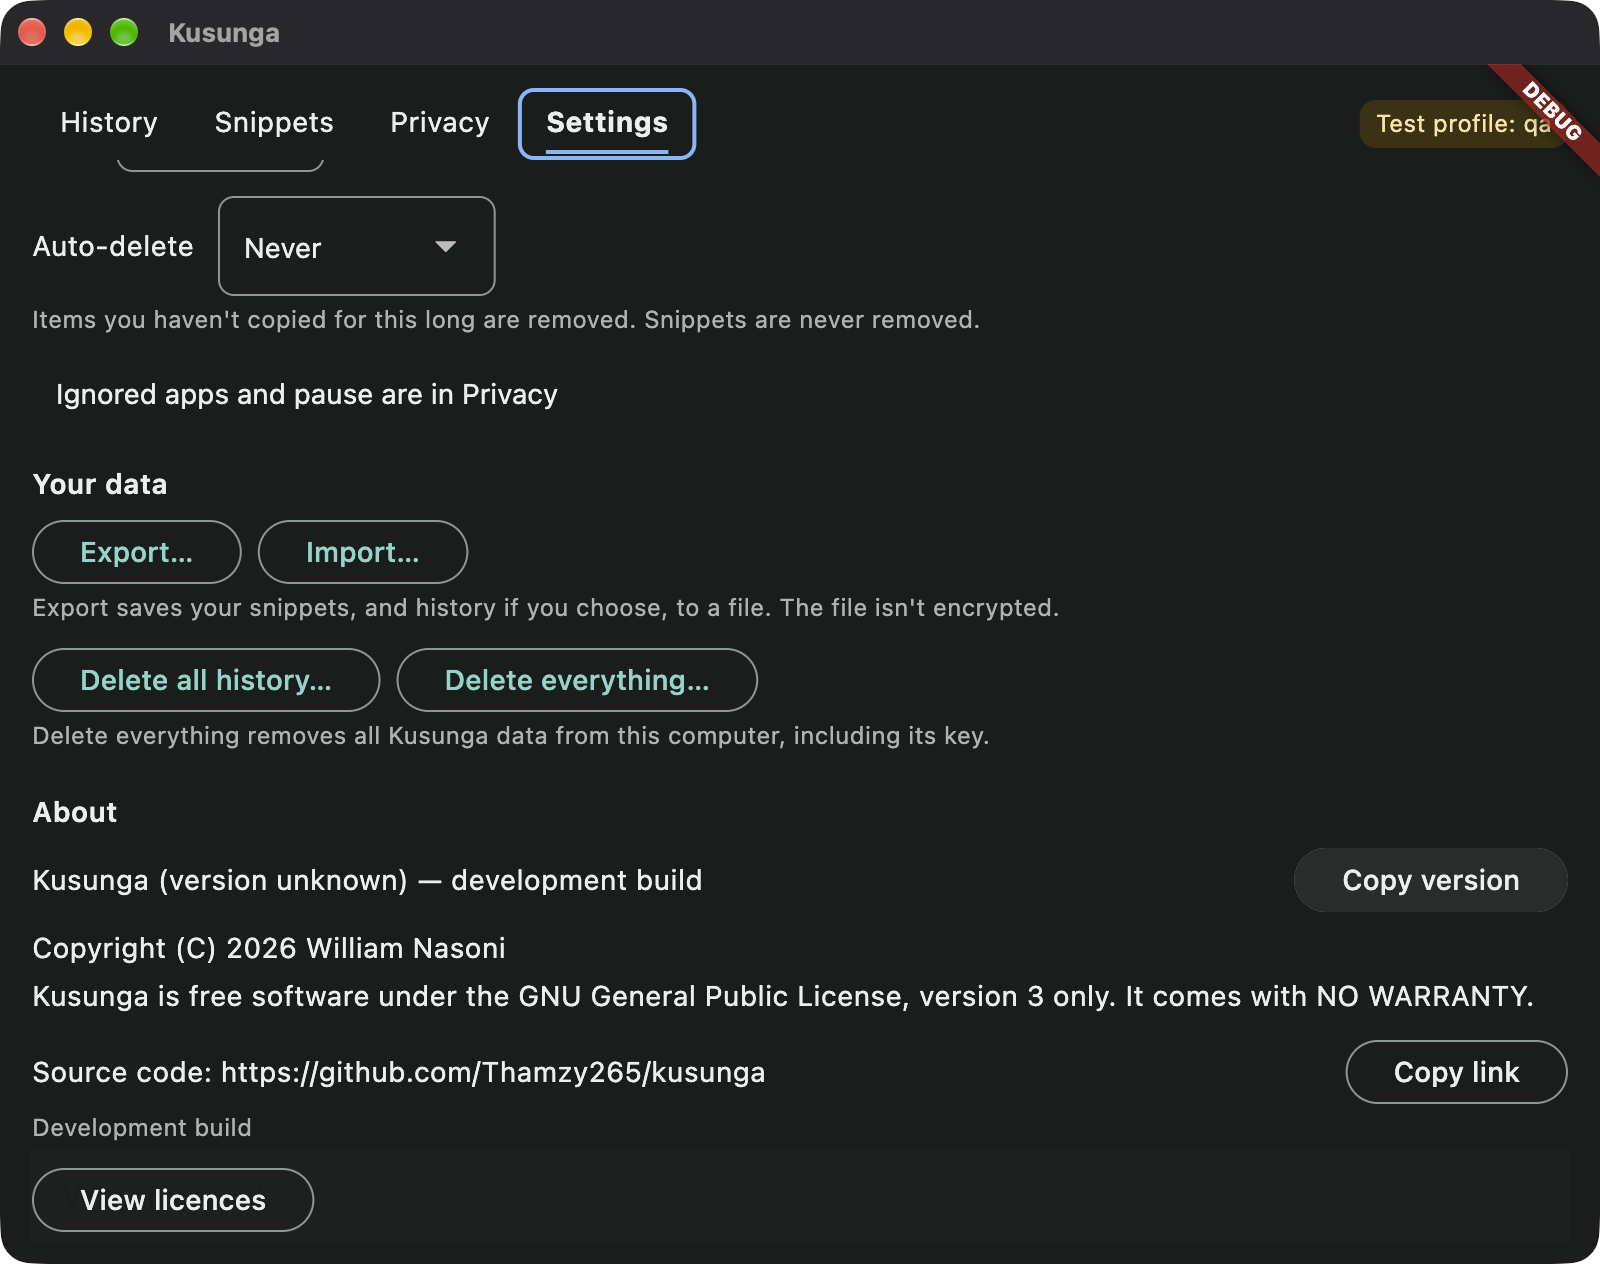 Kusunga
History Snippets Privacy Settings
Test profile: qa
DEBUG
Auto-delete Never
Items you haven't copied for this long are removed. Snippets are never removed.
Ignored apps and pause are in Privacy
Your data
Export... Import...
Export saves your snippets, and history if you choose, to a file. The file isn't encrypted.
Delete all history... Delete everything...
Delete everything removes all Kusunga data from this computer, including its key.
About
Kusunga (version unknown) — development build Copy version
Copyright (C) 2026 William Nasoni
Kusunga is free software under the GNU General Public License, version 3 only. It comes with NO WARRANTY.
Source code: https://github.com/Thamzy265/kusunga Copy link
Development build
View licences